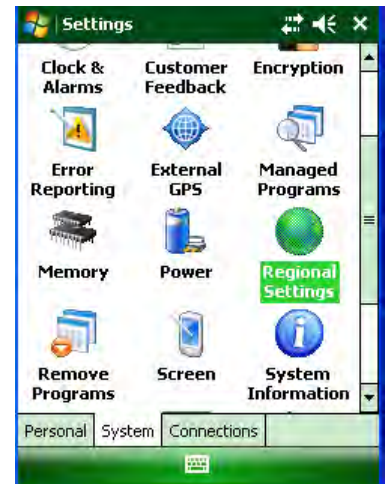 Settings
Clock & Customer Encryption
Alarms Feedback
Error External Managed
Reporting GPS Programs
Memory Power Regional
Settings
Remove Screen System
Programs Information
Personal System Connections